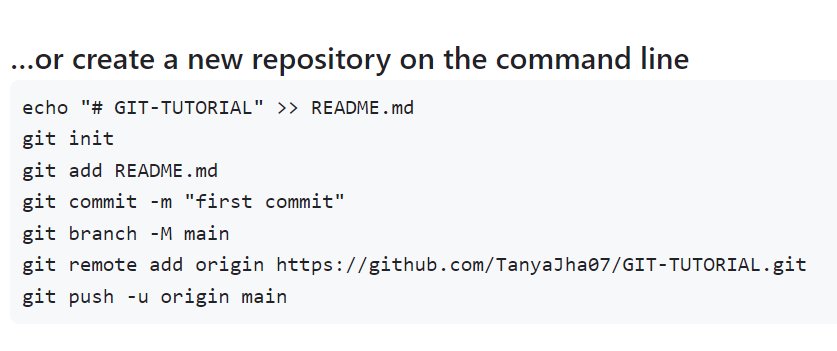 ...or create a new repository on the command line
echo "# GIT-TUTORIAL" >> README.md
git init
git add README.md
git commit -m "first commit"
git branch -M main
git remote add origin https://github.com/TanyaJha07/GIT-TUTORIAL.git
git push -u origin main